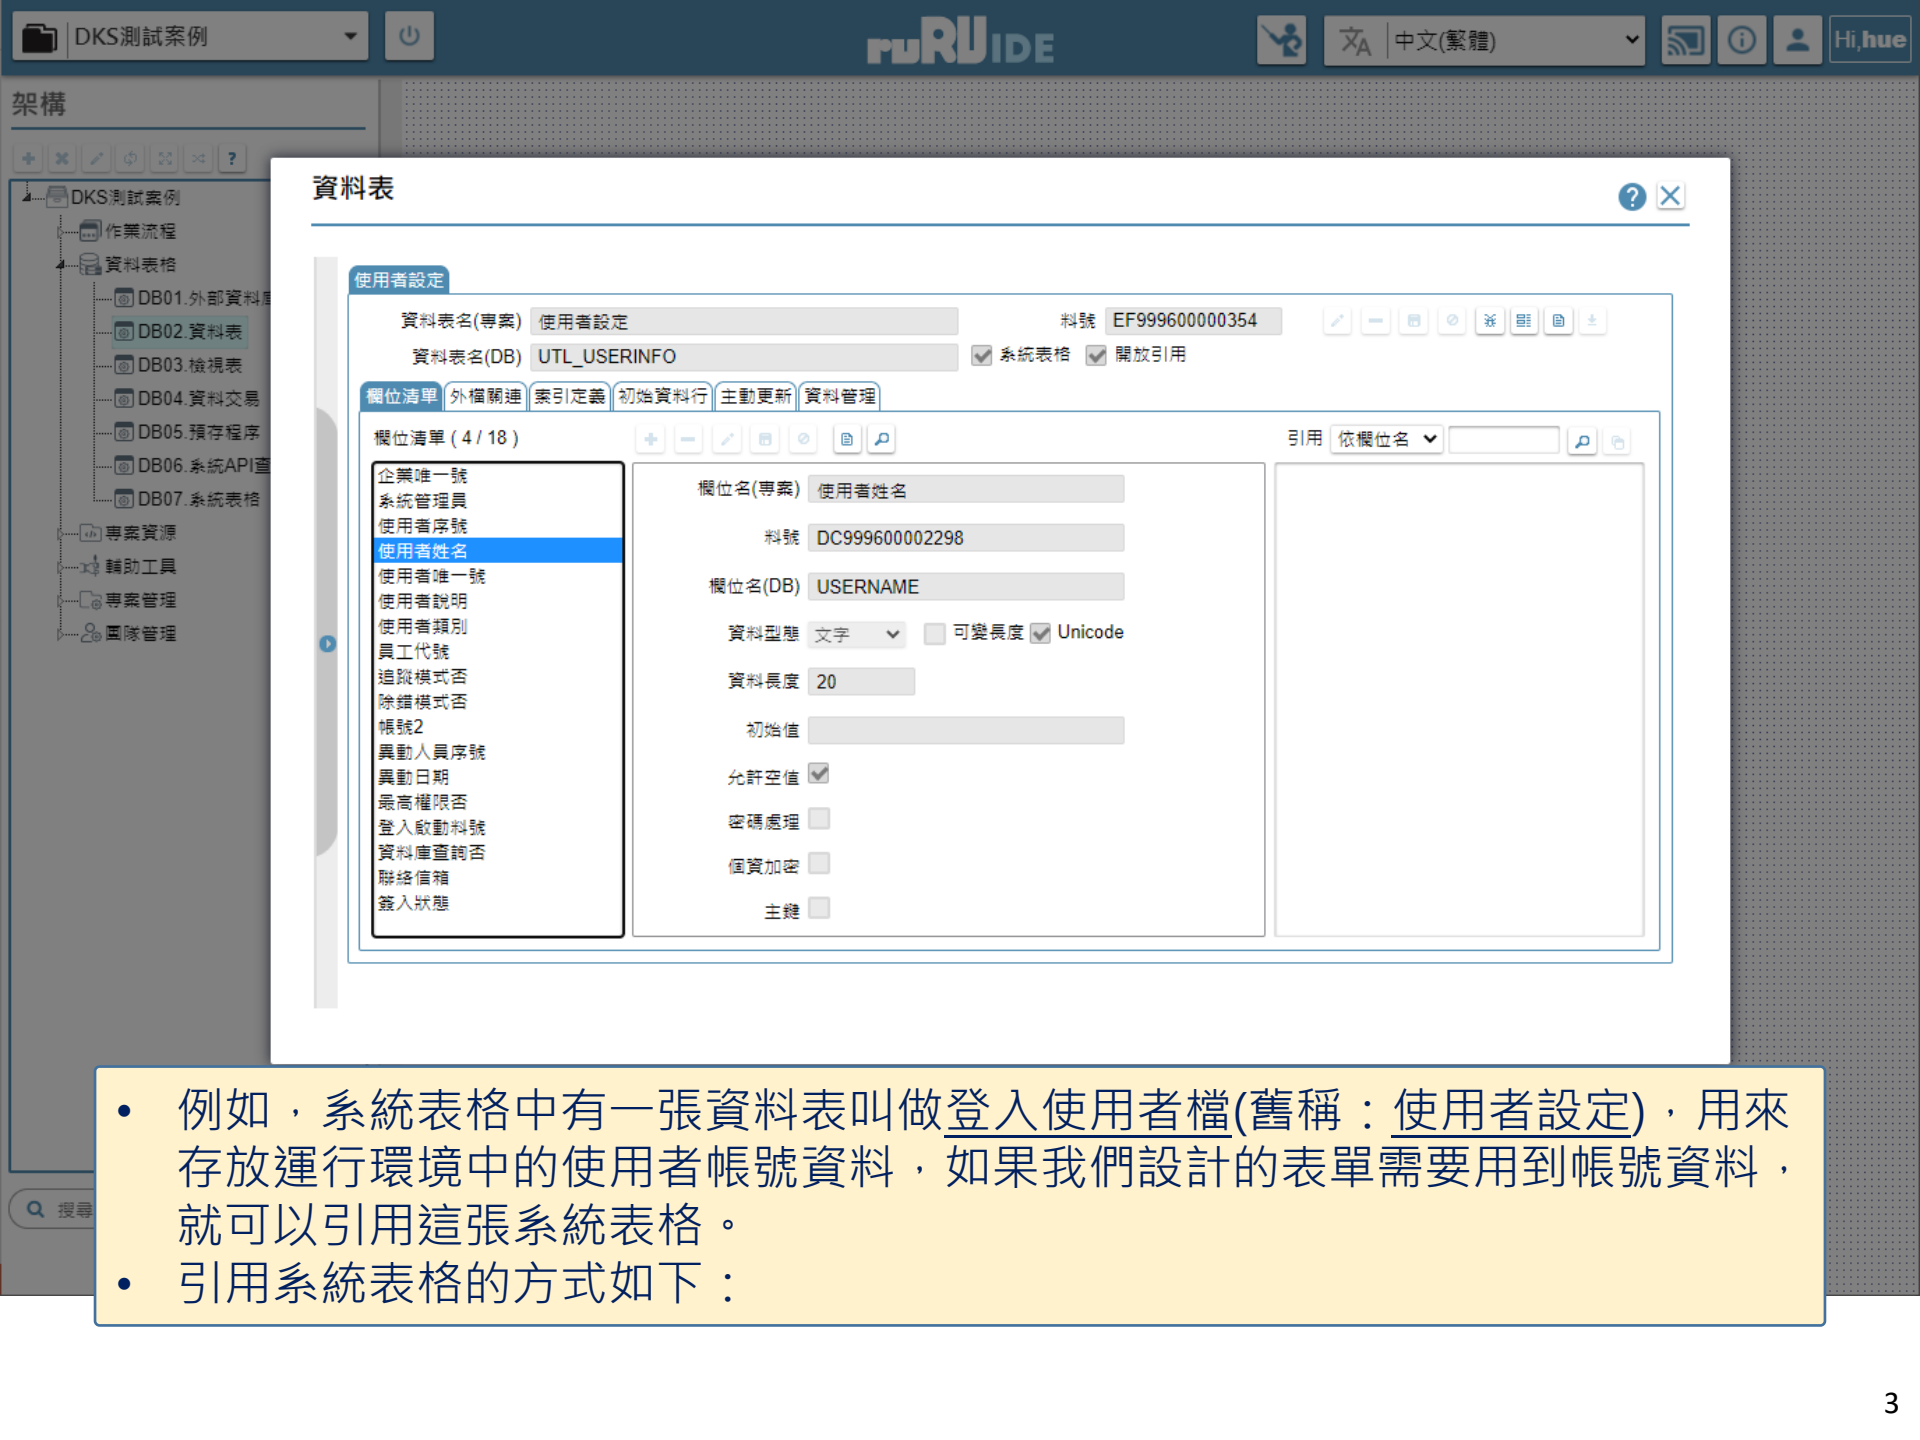 DKS測試案例
ruRU IDE
中文(繁體)
Hi,hue
架構
DKS測試案例
作業流程
資料表格
DB01.外部資料庫
DB02.資料表
DB03.檢視表
DB04.資料交易
DB05.預存程序
DB06.系統API查
DB07.系統表格
專案資源
輔助工具
專案管理
團隊管理
搜尋
資料表
使用者設定
資料表名(專案) 使用者設定 料號 EF999600000354
資料表名(DB) UTL_USERINFO 系統表格 開放引用
欄位清單 外檔關連 索引定義 初始資料行 主動更新 資料管理
欄位清單 ( 4 / 18 ) 引用 依欄位名
企業唯一號
系統管理員
使用者序號
使用者姓名
使用者唯一號
使用者說明
使用者類別
員工代號
追蹤模式否
除錯模式否
帳號2
異動人員序號
異動日期
最高權限否
登入啟動料號
資料庫查詢否
聯絡信箱
簽入狀態
欄位名(專案) 使用者姓名
料號 DC999600002298
欄位名(DB) USERNAME
資料型態 文字 可變長度 Unicode
資料長度 20
初始值
允許空值
密碼處理
個資加密
主鍵
• 例如，系統表格中有一張資料表叫做登入使用者檔(舊稱：使用者設定)，用來
存放運行環境中的使用者帳號資料，如果我們設計的表單需要用到帳號資料，
就可以引用這張系統表格。
• 引用系統表格的方式如下：
3